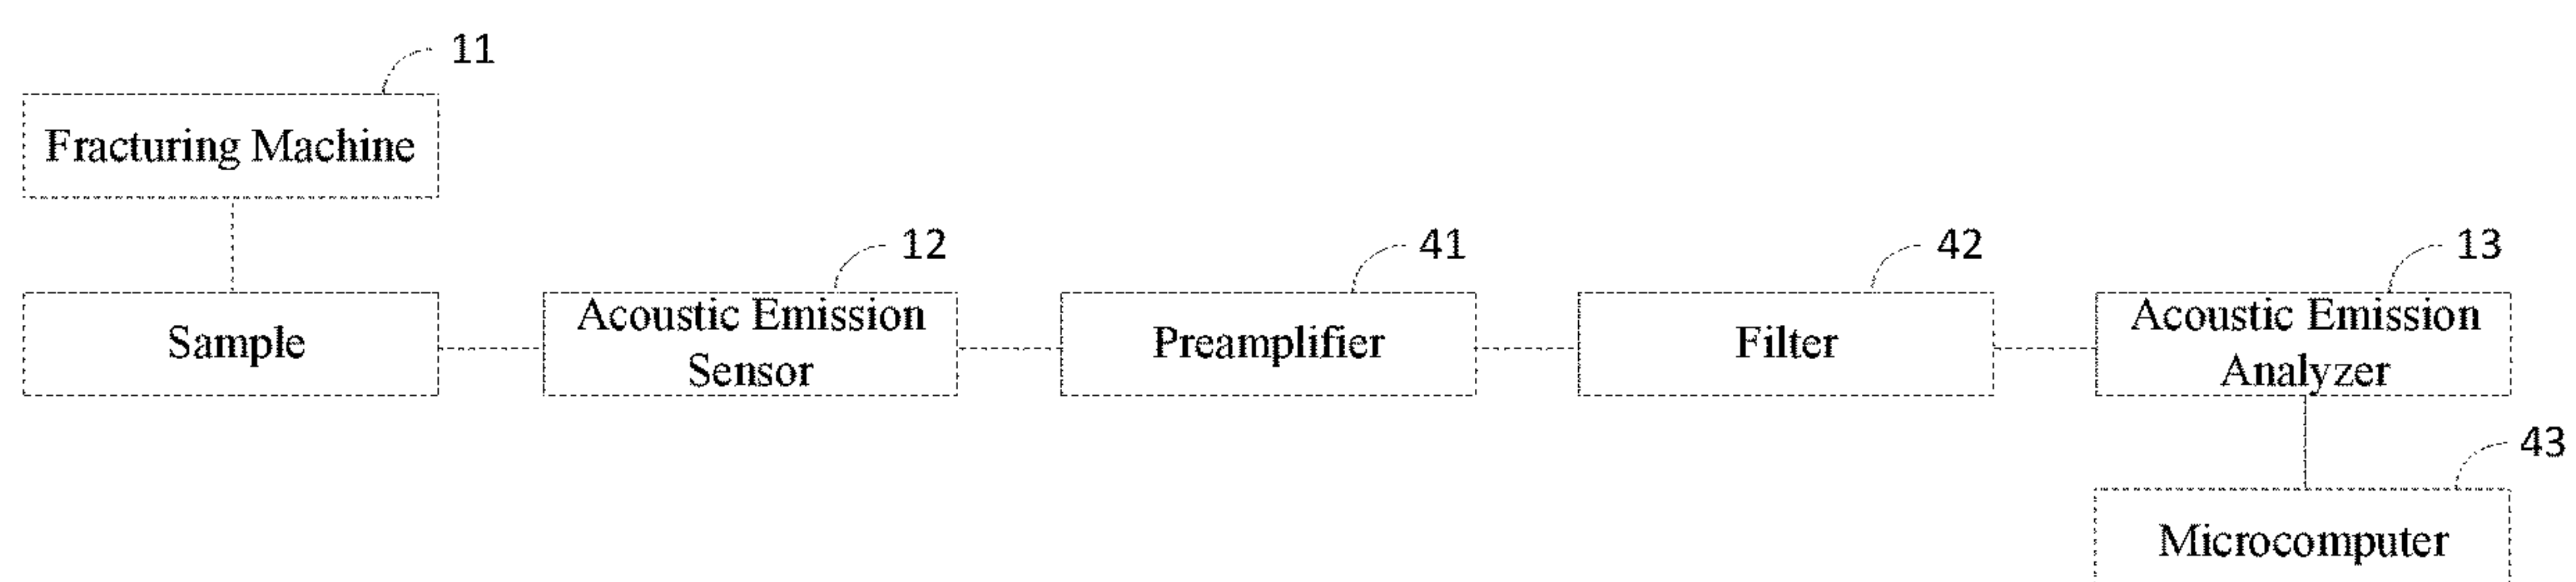 11
Fracturing Machine
12
41
42
13
Sample
Acoustic Emission
Sensor
Preamplifier
Filter
Acoustic Emission
Analyzer
43
Microcomputer